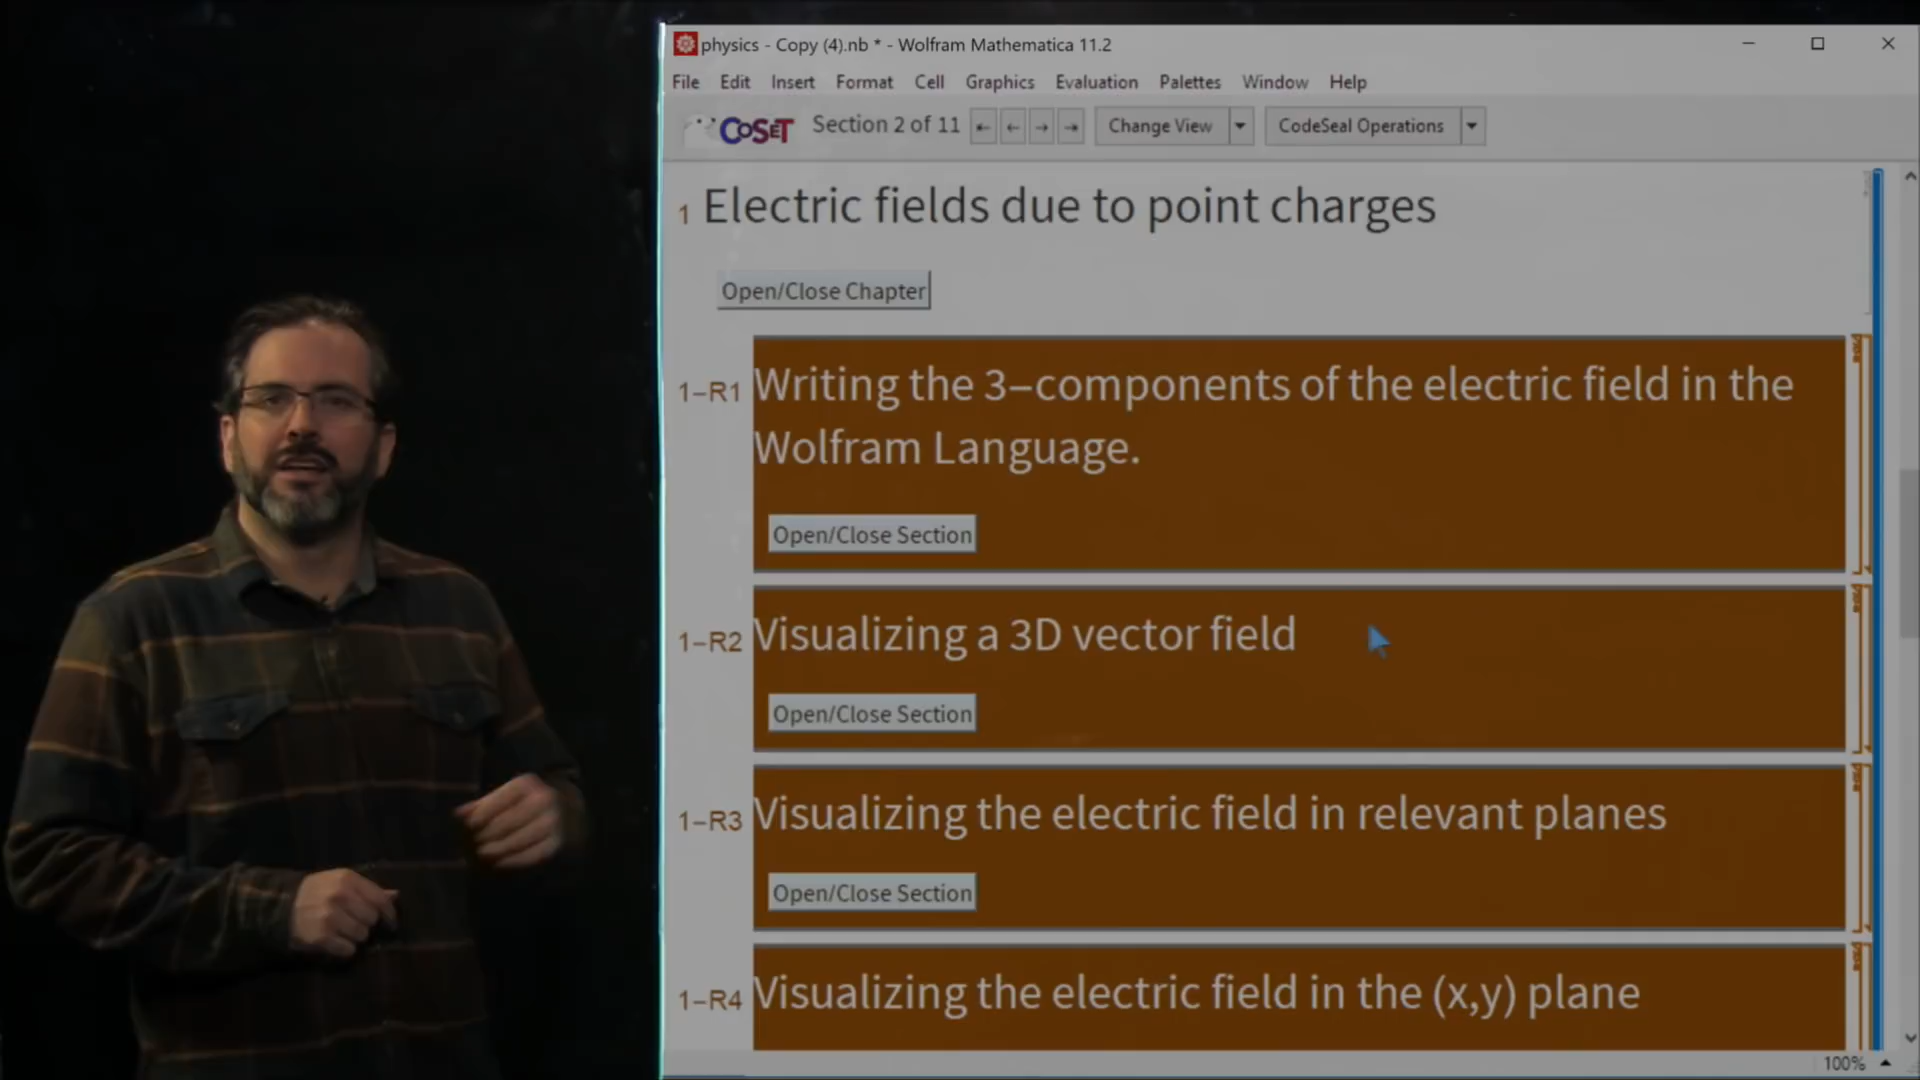 physics - Copy (4).nb * - Wolfram Mathematica 11.2
File Edit Insert Format Cell Graphics Evaluation Palettes Window Help
CoSeT Section 2 of 11 Change View CodeSeal Operations
1 Electric fields due to point charges
Open/Close Chapter
1–R1 Writing the 3–components of the electric field in the
Wolfram Language.
Open/Close Section
1–R2 Visualizing a 3D vector field
Open/Close Section
1–R3 Visualizing the electric field in relevant planes
Open/Close Section
1–R4 Visualizing the electric field in the (x,y) plane
100%